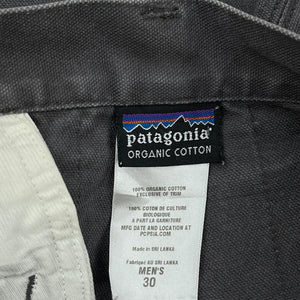 patagonia®
ORGANIC COTTON
100% ORGANIC COTTON
EXCLUSIVE OF TRIM
100% COTON DE CULTURE
BIOLOGIQUE
A PART LA GARNITURE
MFG DATE AND LOCATION AT
PCPSIA.COM
MADE IN SRI LANKA
Fabriqué AU SRI LANKA
MEN'S
30